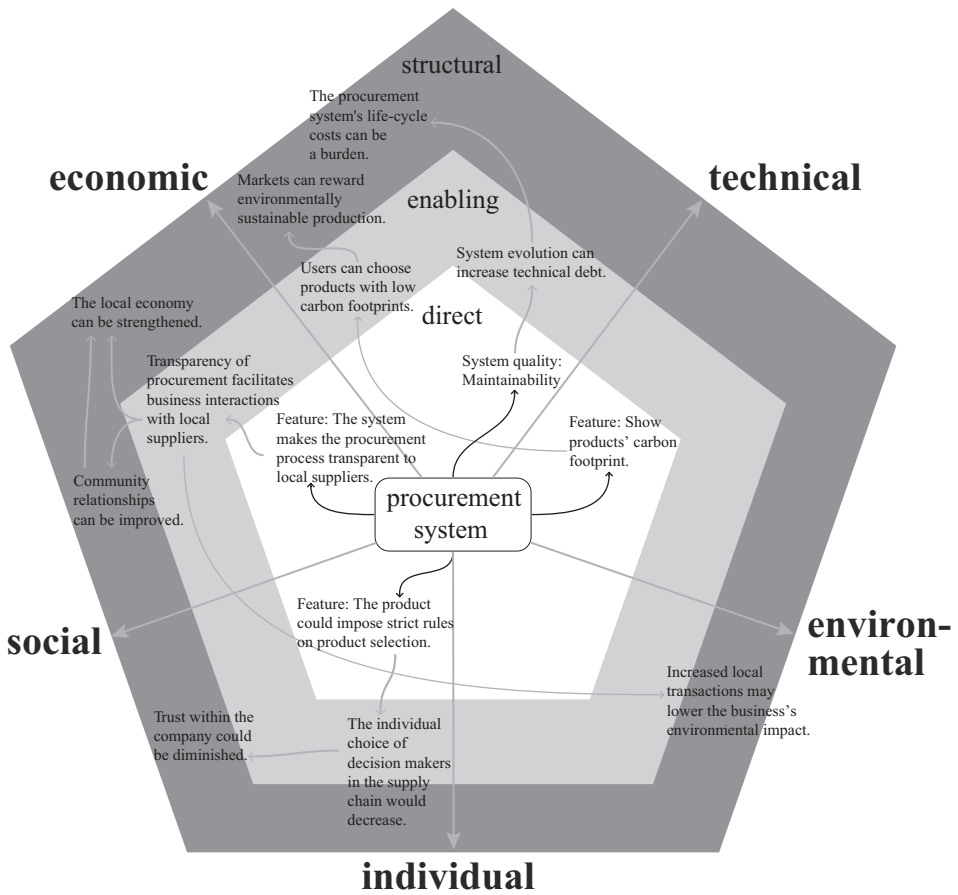 structural
The procurement
system's life-cycle
costs can be
a burden.
economic
technical
Markets can reward
environmentally
sustainable production.
enabling
System evolution can
increase technical debt.
Users can choose
products with low
carbon footprints.
The local economy
can be strengthened.
direct
Transparency of
procurement facilitates
business interactions
with local
suppliers.
System quality:
Maintainability
Feature: The system
makes the procurement
process transparent to
local suppliers.
Feature: Show
products’ carbon
footprint.
Community
relationships
can be improved.
procurement
system
Feature: The product
could impose strict rules
on product selection.
social
environ-
mental
Increased local
transactions may
lower the business’s
environmental impact.
Trust within the
company could
be diminished.
The individual
choice of
decision makers
in the supply
chain would
decrease.
individual